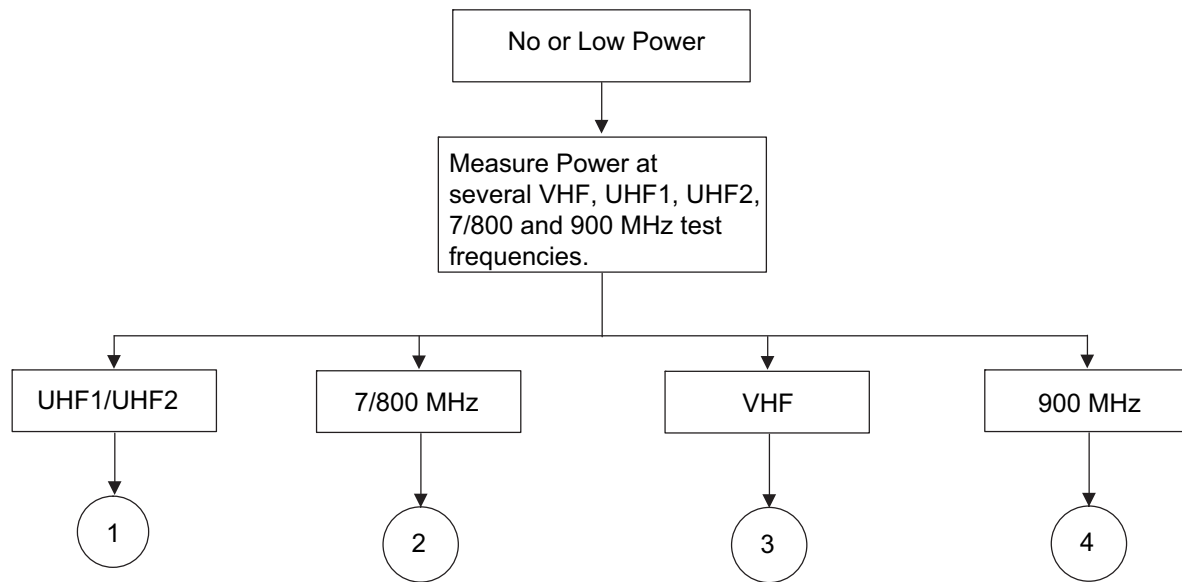 No or Low Power
Measure Power at
several VHF, UHF1, UHF2,
7/800 and 900 MHz test
frequencies.
UHF1/UHF2
7/800 MHz
VHF
900 MHz
1
2
3
4